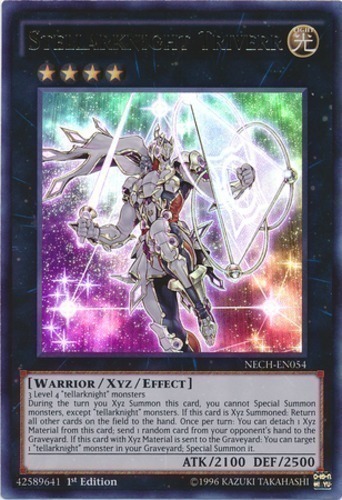 STELLARKNIGHT TRIVERR
LIGHT
光
NECH-EN054
[WARRIOR/XYZ/EFFECT]
3 Level 4 "tellarknight" monsters
During the turn you Xyz Summon this card, you cannot Special Summon
monsters, except "tellarknight" monsters. If this card is Xyz Summoned: Return
all other cards on the field to the hand. Once per turn: You can detach 1 Xyz
Material from this card; send 1 random card from your opponent's hand to the
Graveyard. If this card with Xyz Material is sent to the Graveyard: You can target
1 "tellarknight" monster in your Graveyard; Special Summon it.
ATK/2100 DEF/2500
42589641 1st Edition ©1996 KAZUKI TAKAHASHI